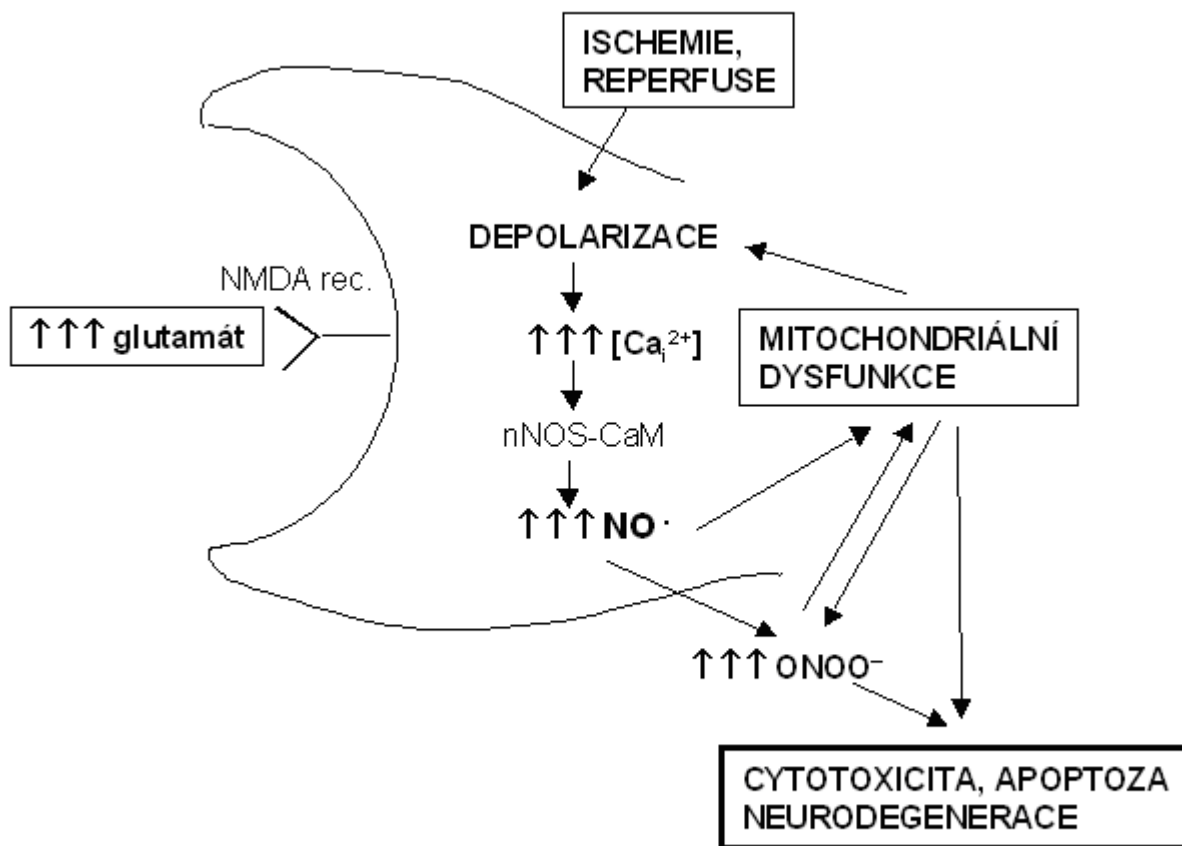 ISCHEMIE,
REPERFUSE
DEPOLARIZACE
NMDA rec.
↑↑↑ glutamát
↑↑↑ [Caᵢ²⁺]
MITOCHONDRIÁLNÍ
DYSFUNKCE
nNOS-CaM
↑↑↑ NO·
↑↑↑ ONOO⁻
CYTOTOXICITA, APOPTOZA
NEURODEGENERACE